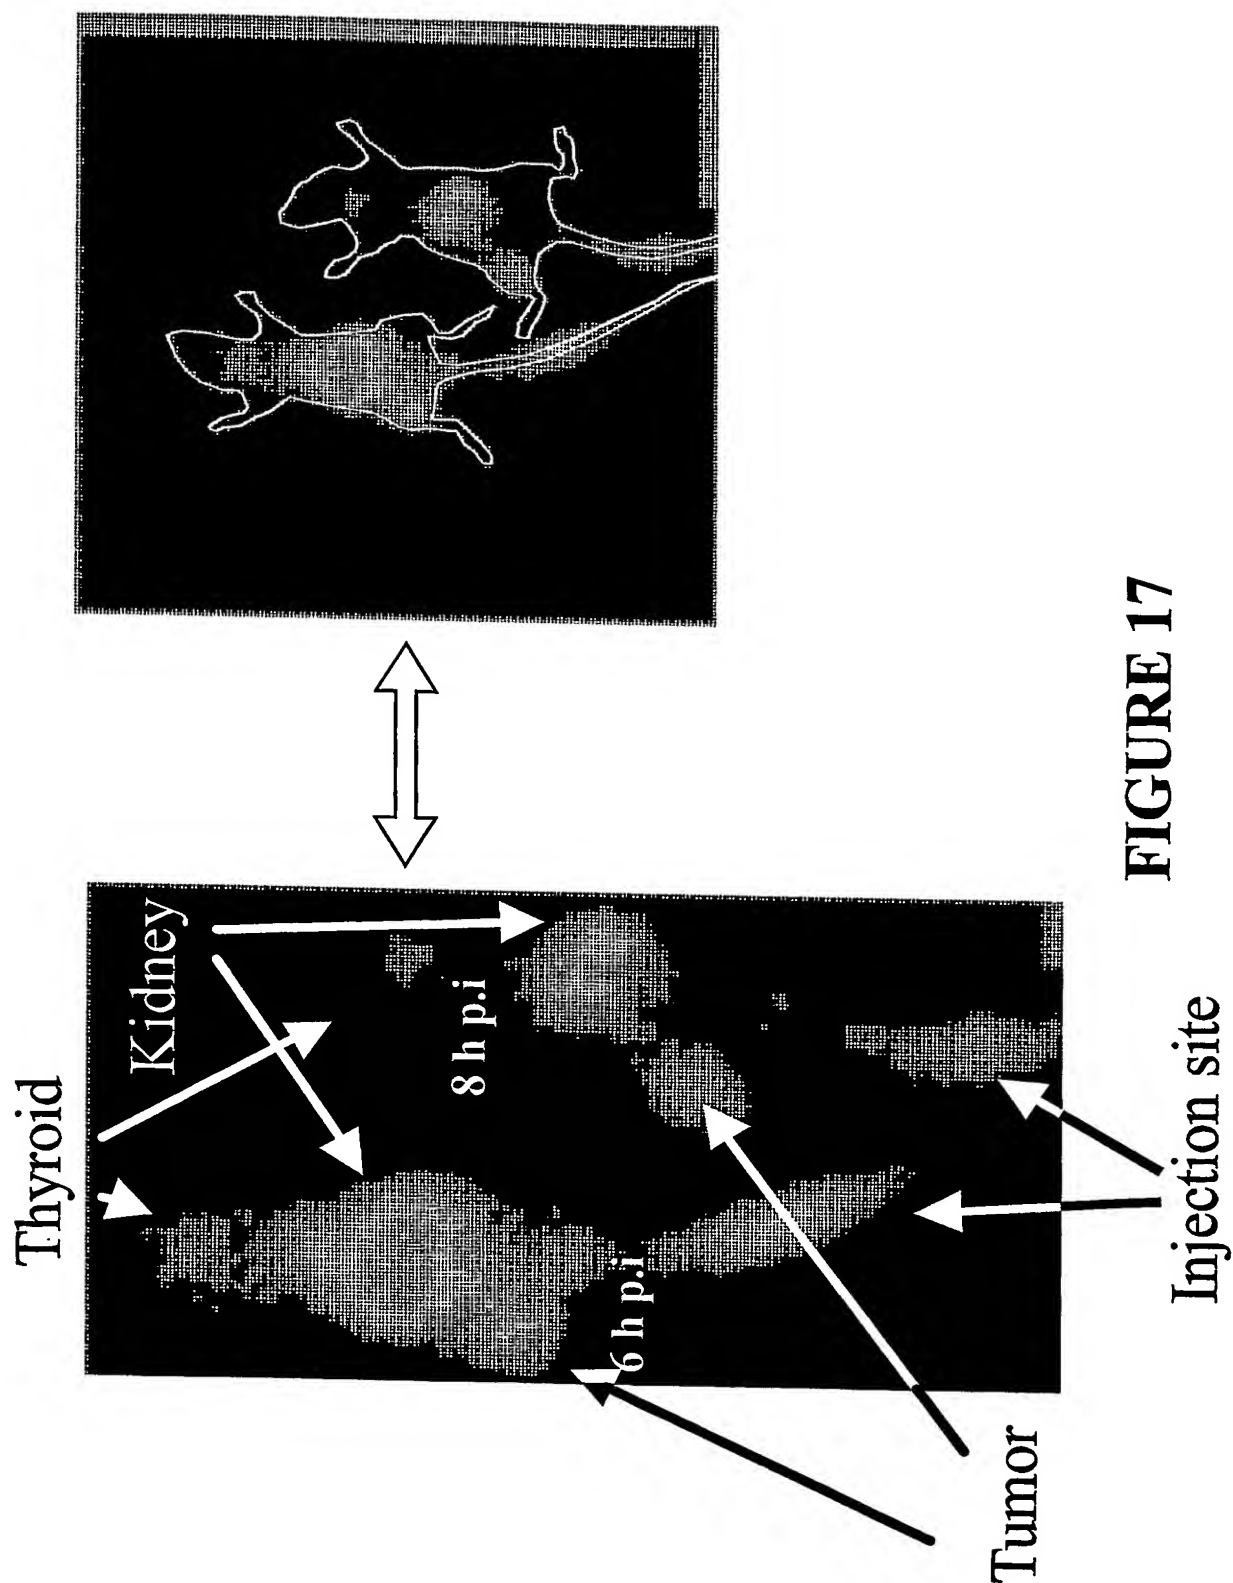 Thyroid
Kidney
8 h p.i
6 h p.i
Tumor
Injection site
FIGURE 17